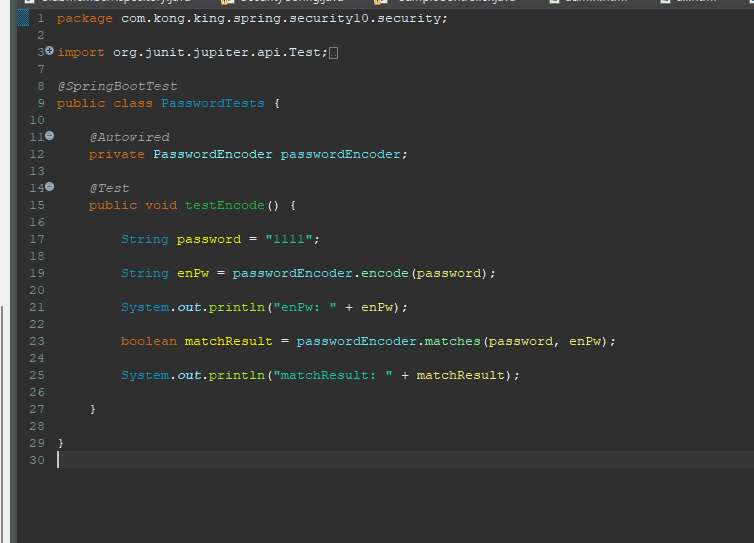 1 package com.kong.king.spring.security10.security;
2
3 import org.junit.jupiter.api.Test;
7
8 @SpringBootTest
9 public class PasswordTests {
10
11 @Autowired
12 private PasswordEncoder passwordEncoder;
13
14 @Test
15 public void testEncode() {
16
17 String password = "1111";
18
19 String enPw = passwordEncoder.encode(password);
20
21 System.out.println("enPw: " + enPw);
22
23 boolean matchResult = passwordEncoder.matches(password, enPw);
24
25 System.out.println("matchResult: " + matchResult);
26
27 }
28
29 }
30